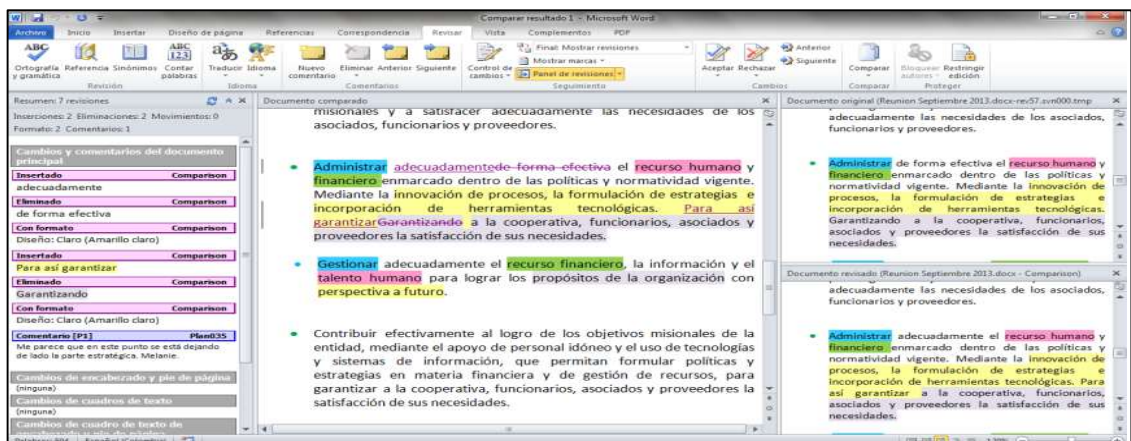 Comparar resultado 1 - Microsoft Word
Archivo Inicio Insertar Diseño de página Referencias Correspondencia Revisar Vista Complementos PDF
ABC ABC 123
Ortografía y gramática Referencia Sinónimos Contar palabras Traducir Idioma Nuevo comentario Eliminar Anterior Siguiente Control de cambios Final: Mostrar revisiones
Mostrar marcas
Panel de revisiones
Aceptar Rechazar Anterior
Siguiente
Comparar Bloquear autores Restringir edición
Revisión Idioma Comentarios Seguimiento Cambios Comparar Proteger
Resumen: 7 revisiones
Inserciones: 2 Eliminaciones: 2 Movimientos: 0
Formato: 2 Comentarios: 1
Cambios y comentarios del documento
principal
Insertado Comparison
adecuadamente
Eliminado Comparison
de forma efectiva
Con formato Comparison
Diseño: Claro (Amarillo claro)
Insertado Comparison
Para así garantizar
Eliminado Comparison
Garantizando
Con formato Comparison
Diseño: Claro (Amarillo claro)
Comentario [P1] Plan035
Me parece que en este punto se está dejando
de lado la parte estratégica. Melanie.
Cambios de encabezado y pie de página
(ninguna)
Cambios de cuadros de texto
(ninguna)
Cambios de cuadro de texto de
Documento comparado
misionales y a satisfacer adecuadamente las necesidades de los
asociados, funcionarios y proveedores.
Administrar adecuadamentede forma efectiva el recurso humano y
financiero enmarcado dentro de las políticas y normatividad vigente.
Mediante la innovación de procesos, la formulación de estrategias e
incorporación de herramientas tecnológicas. Para así
garantizarGarantizando a la cooperativa, funcionarios, asociados y
proveedores la satisfacción de sus necesidades.
Gestionar adecuadamente el recurso financiero, la información y el
talento humano para lograr los propósitos de la organización con
perspectiva a futuro.
Contribuir efectivamente al logro de los objetivos misionales de la
entidad, mediante el apoyo de personal idóneo y el uso de tecnologías
y sistemas de información, que permitan formular políticas y
estrategias en materia financiera y de gestión de recursos, para
garantizar a la cooperativa, funcionarios, asociados y proveedores la
satisfacción de sus necesidades.
Documento original (Reunion Septiembre 2013.docx-rev57.svn000.tmp
adecuadamente las necesidades de los asociados,
funcionarios y proveedores.
Administrar de forma efectiva el recurso humano y
financiero enmarcado dentro de las políticas y
normatividad vigente. Mediante la innovación de
procesos, la formulación de estrategias e
incorporación de herramientas tecnológicas.
Garantizando a la cooperativa, funcionarios,
asociados y proveedores la satisfacción de sus
necesidades.
Documento revisado (Reunion Septiembre 2013.docx - Comparison)
adecuadamente las necesidades de los asociados,
funcionarios y proveedores.
Administrar adecuadamente el recurso humano y
financiero enmarcado dentro de las políticas y
normatividad vigente. Mediante la innovación de
procesos, la formulación de estrategias e
incorporación de herramientas tecnológicas. Para
así garantizar a la cooperativa, funcionarios,
asociados y proveedores la satisfacción de sus
necesidades.